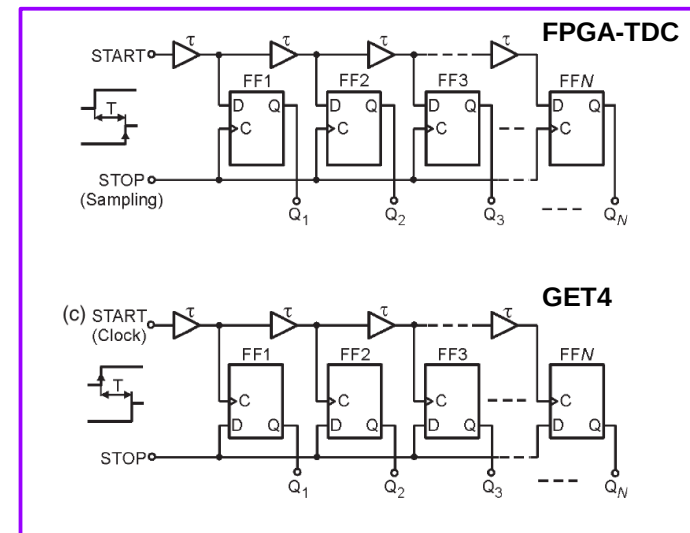 FPGA-TDC
τ τ τ τ
START
FF1 FF2 FF3 FFN
D Q D Q D Q D Q
T
C C C C
STOP
(Sampling)
Q1 Q2 Q3 QN
GET4
(c) START
(Clock)
τ τ τ τ
FF1 FF2 FF3 FFN
T
C C C C
D Q D Q D Q D Q
STOP
Q1 Q2 Q3 QN